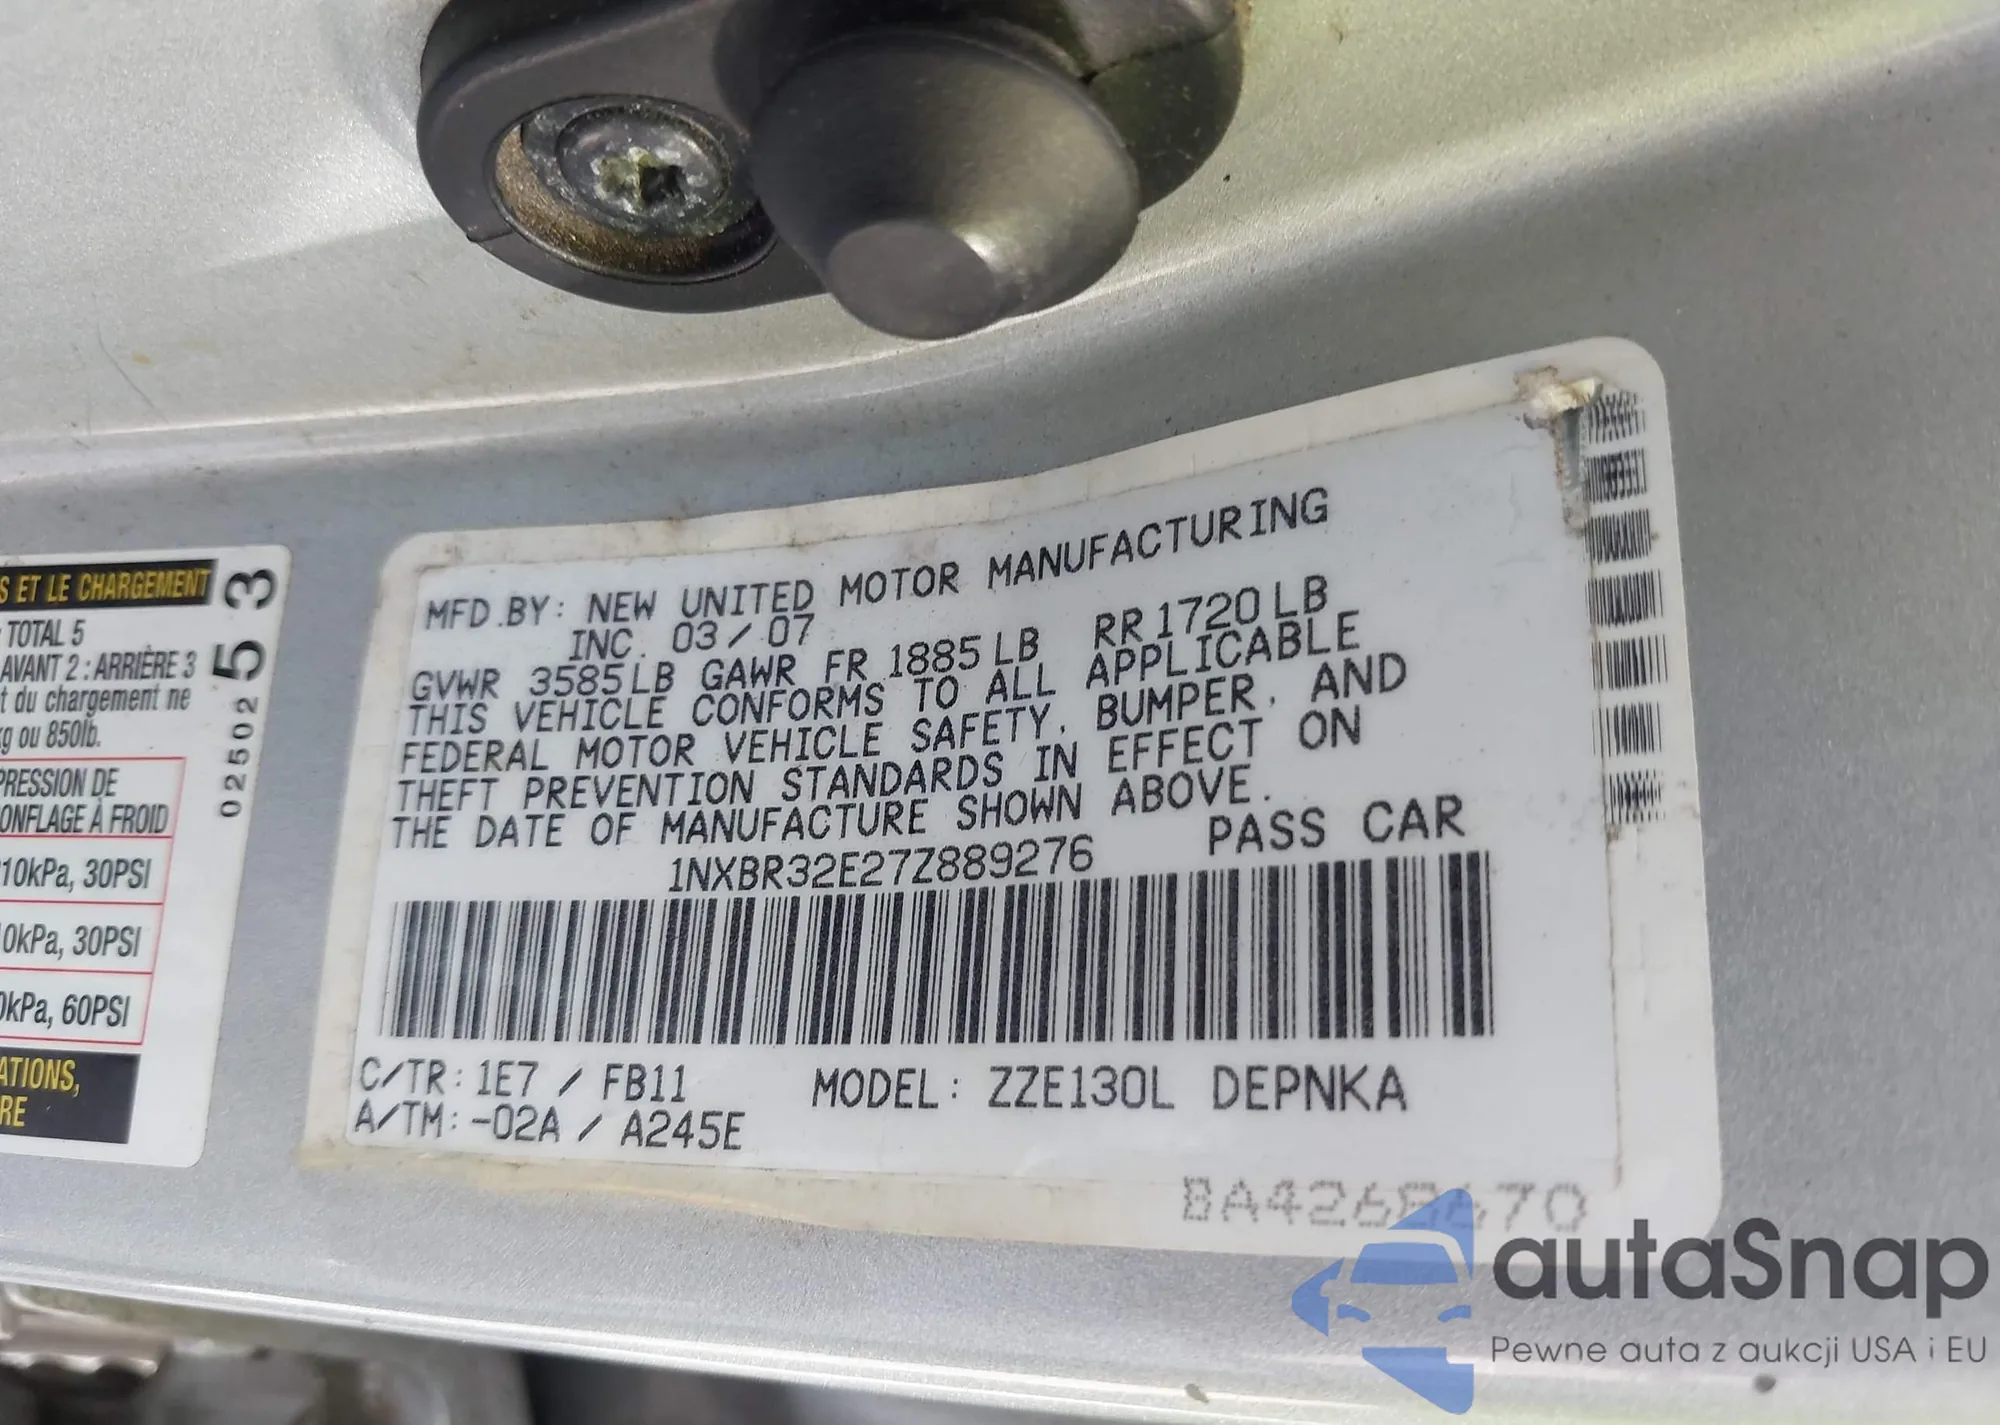 S ET LE CHARGEMENT
TOTAL 5
AVANT 2 : ARRIÈRE 3
t du chargement ne
kg ou 850lb.
PRESSION DE
ONFLAGE À FROID
210kPa, 30PSI
10kPa, 30PSI
0kPa, 60PSI
ATIONS,
RE
02502 53
MFD.BY: NEW UNITED MOTOR MANUFACTURING
INC. 03/07
GVWR 3585LB GAWR FR 1885LB RR1720LB
THIS VEHICLE CONFORMS TO ALL APPLICABLE
FEDERAL MOTOR VEHICLE SAFETY, BUMPER, AND
THEFT PREVENTION STANDARDS IN EFFECT ON
THE DATE OF MANUFACTURE SHOWN ABOVE.
1NXBR32E27Z889276 PASS CAR
C/TR: 1E7 / FB11 MODEL: ZZE130L DEPNKA
A/TM: -02A / A245E
BA4268670
autaSnap
Pewne auta z aukcji USA i EU